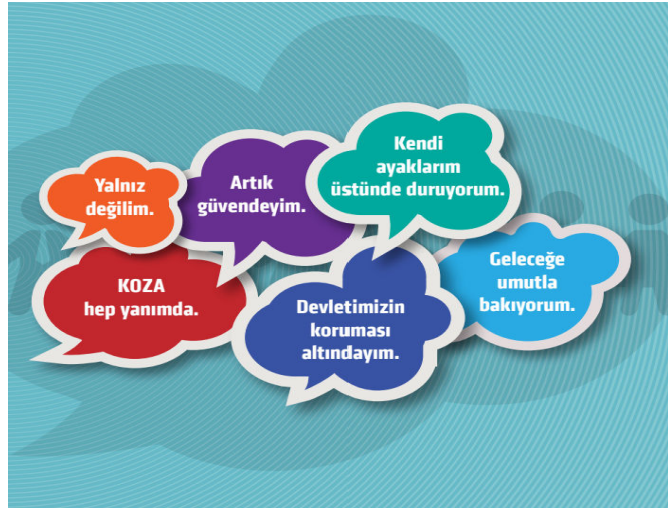 Yalnız
değilim.
Artık
güvendeyim.
Kendi
ayaklarım
üstünde duruyorum.
KOZA
hep yanımda.
Devletimizin
koruması
altındayım.
Geleceğe
umutla
bakıyorum.